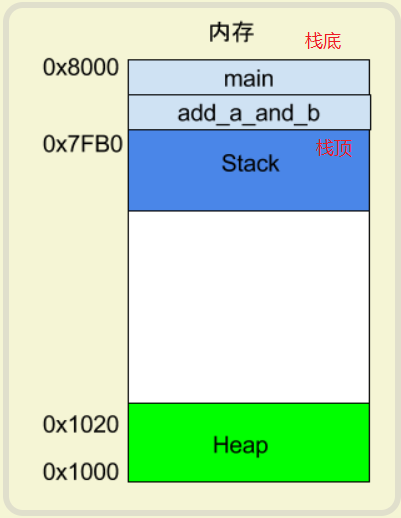 内存
栈底
0x8000
main
add_a_and_b
0x7FB0
栈顶
Stack
0x1020
Heap
0x1000